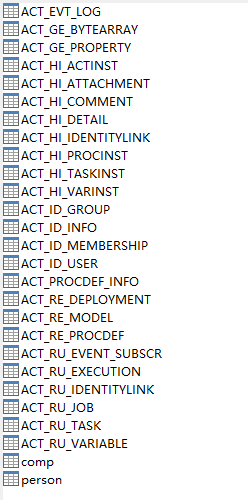 ACT_EVT_LOG
ACT_GE_BYTEARRAY
ACT_GE_PROPERTY
ACT_HI_ACTINST
ACT_HI_ATTACHMENT
ACT_HI_COMMENT
ACT_HI_DETAIL
ACT_HI_IDENTITYLINK
ACT_HI_PROCINST
ACT_HI_TASKINST
ACT_HI_VARINST
ACT_ID_GROUP
ACT_ID_INFO
ACT_ID_MEMBERSHIP
ACT_ID_USER
ACT_PROCDEF_INFO
ACT_RE_DEPLOYMENT
ACT_RE_MODEL
ACT_RE_PROCDEF
ACT_RU_EVENT_SUBSCR
ACT_RU_EXECUTION
ACT_RU_IDENTITYLINK
ACT_RU_JOB
ACT_RU_TASK
ACT_RU_VARIABLE
comp
person